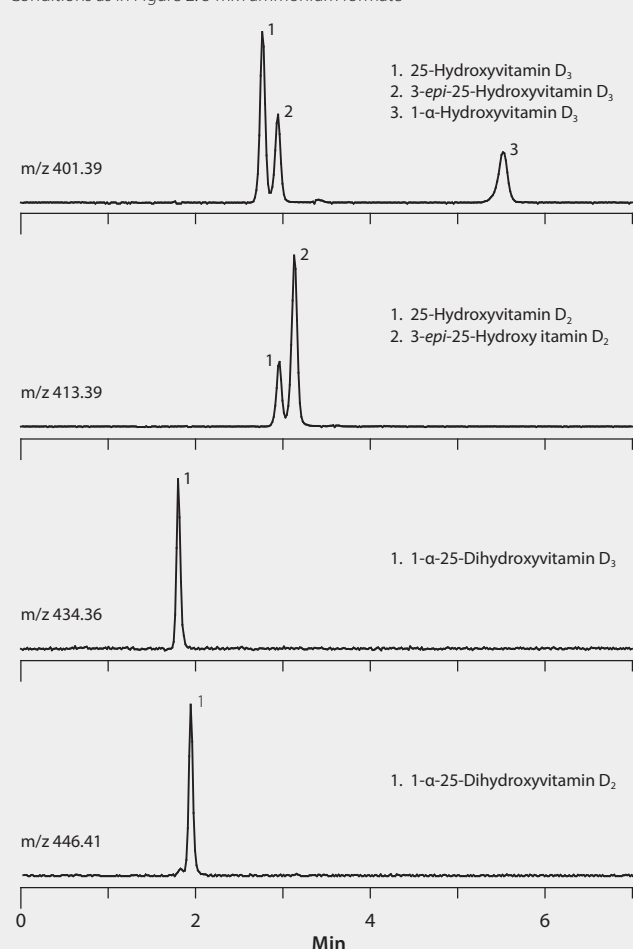 1
2
3
1. 25-Hydroxyvitamin D₃
2. 3-epi-25-Hydroxyvitamin D₃
3. 1-α-Hydroxyvitamin D₃
m/z 401.39
2
1
1. 25-Hydroxyvitamin D₂
2. 3-epi-25-Hydroxy itamin D₂
m/z 413.39
1
1. 1-α-25-Dihydroxyvitamin D₃
m/z 434.36
1
1. 1-α-25-Dihydroxyvitamin D₂
m/z 446.41
0 2 4 6
Min